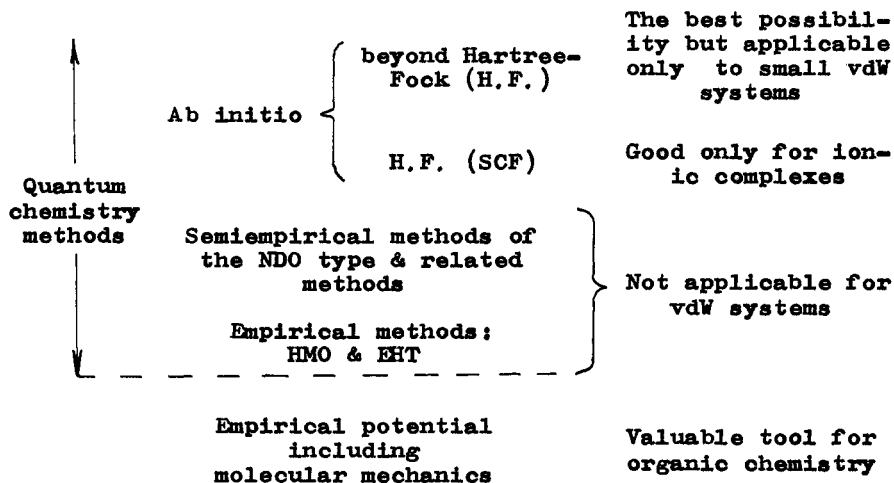 The best possibil-
ity but applicable
only to small vdW
systems
beyond Hartree-
Fock (H.F.)
Ab initio
H.F. (SCF)
Good only for ion-
ic complexes
Quantum
chemistry
methods
Semiempirical methods of
the NDO type & related
methods
Not applicable for
vdW systems
Empirical methods:
HMO & EHT
Empirical potential
including
molecular mechanics
Valuable tool for
organic chemistry